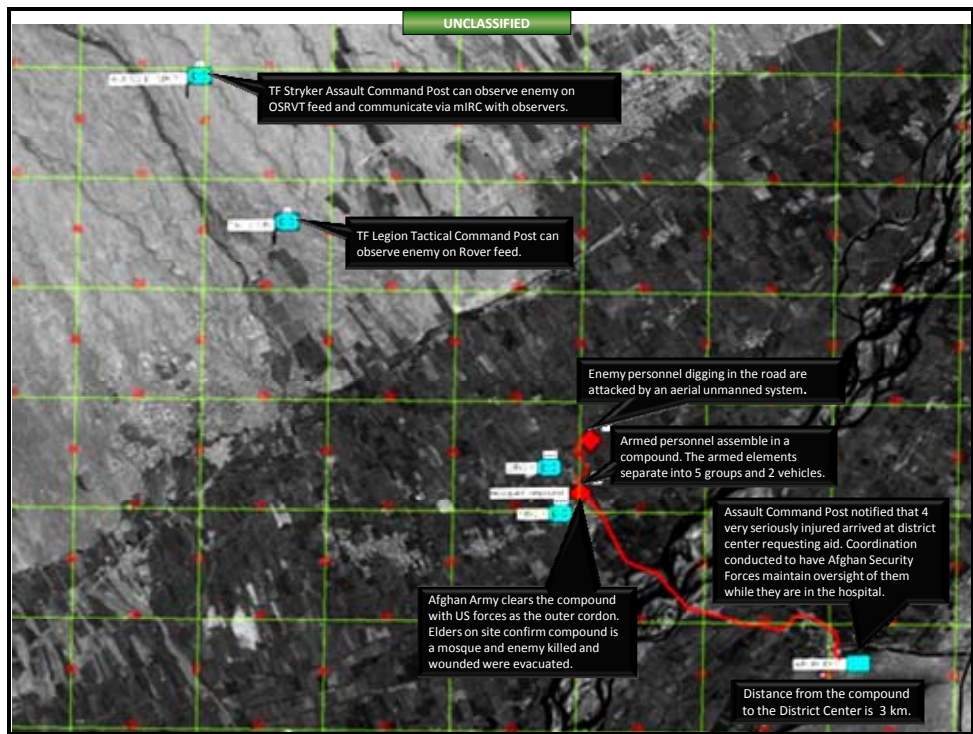 UNCLASSIFIED
TF Stryker Assault Command Post can observe enemy on
OSRVT feed and communicate via mIRC with observers.
TF Legion Tactical Command Post can
observe enemy on Rover feed.
Enemy personnel digging in the road are
attacked by an aerial unmanned system.
Armed personnel assemble in a
compound. The armed elements
separate into 5 groups and 2 vehicles.
Assault Command Post notified that 4
very seriously injured arrived at district
center requesting aid. Coordination
conducted to have Afghan Security
Forces maintain oversight of them
while they are in the hospital.
Afghan Army clears the compound
with US forces as the outer cordon.
Elders on site confirm compound is
a mosque and enemy killed and
wounded were evacuated.
Distance from the compound
to the District Center is 3 km.